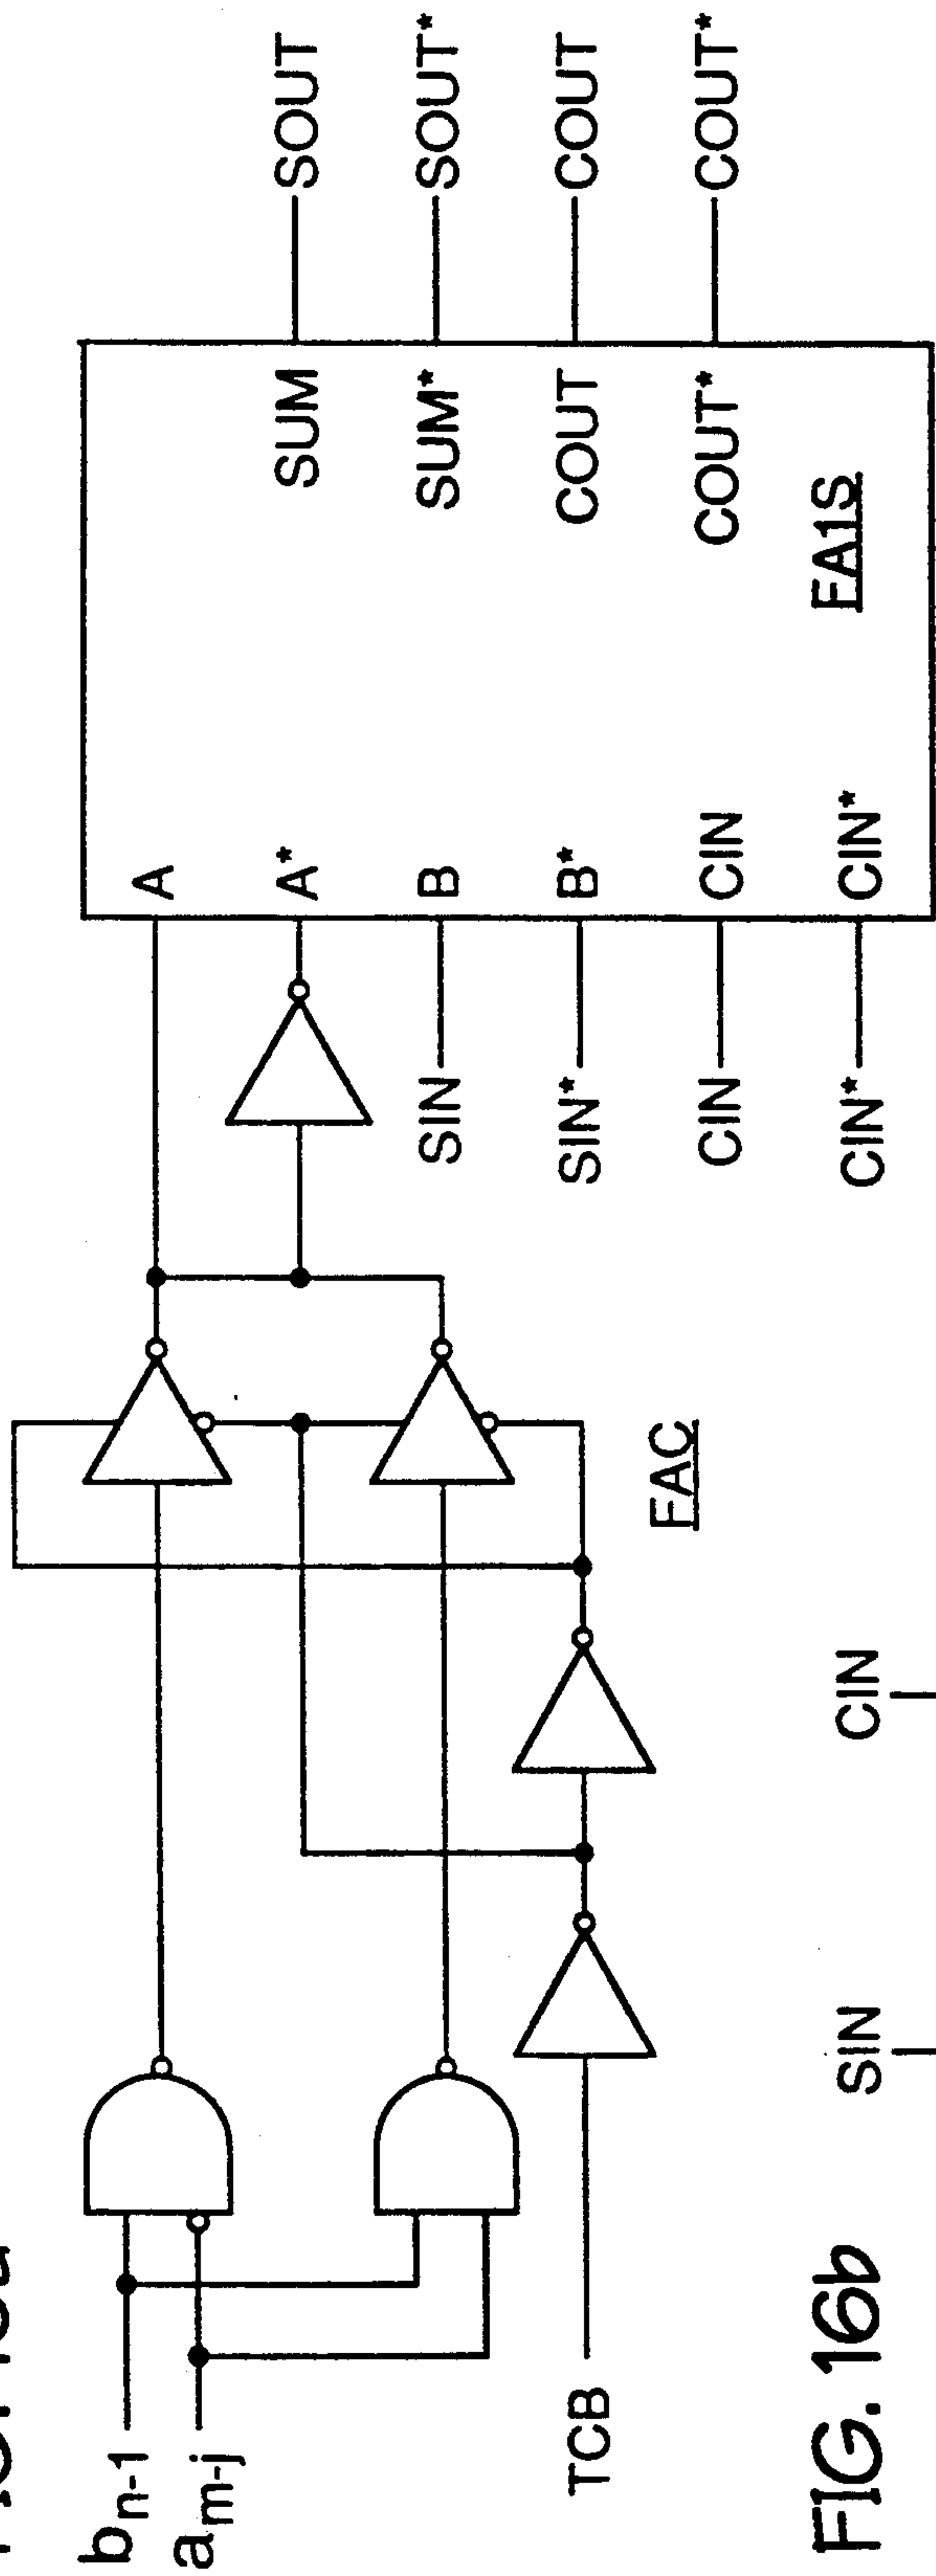 b n-1
a m-j
TCB
A
A*
B
B*
CIN
CIN*
SIN
SIN*
CIN
CIN*
SUM
SUM*
COUT
COUT*
FA1S
SOUT
SOUT*
COUT
COUT*
FAC
FIG. 16b
SIN
CIN